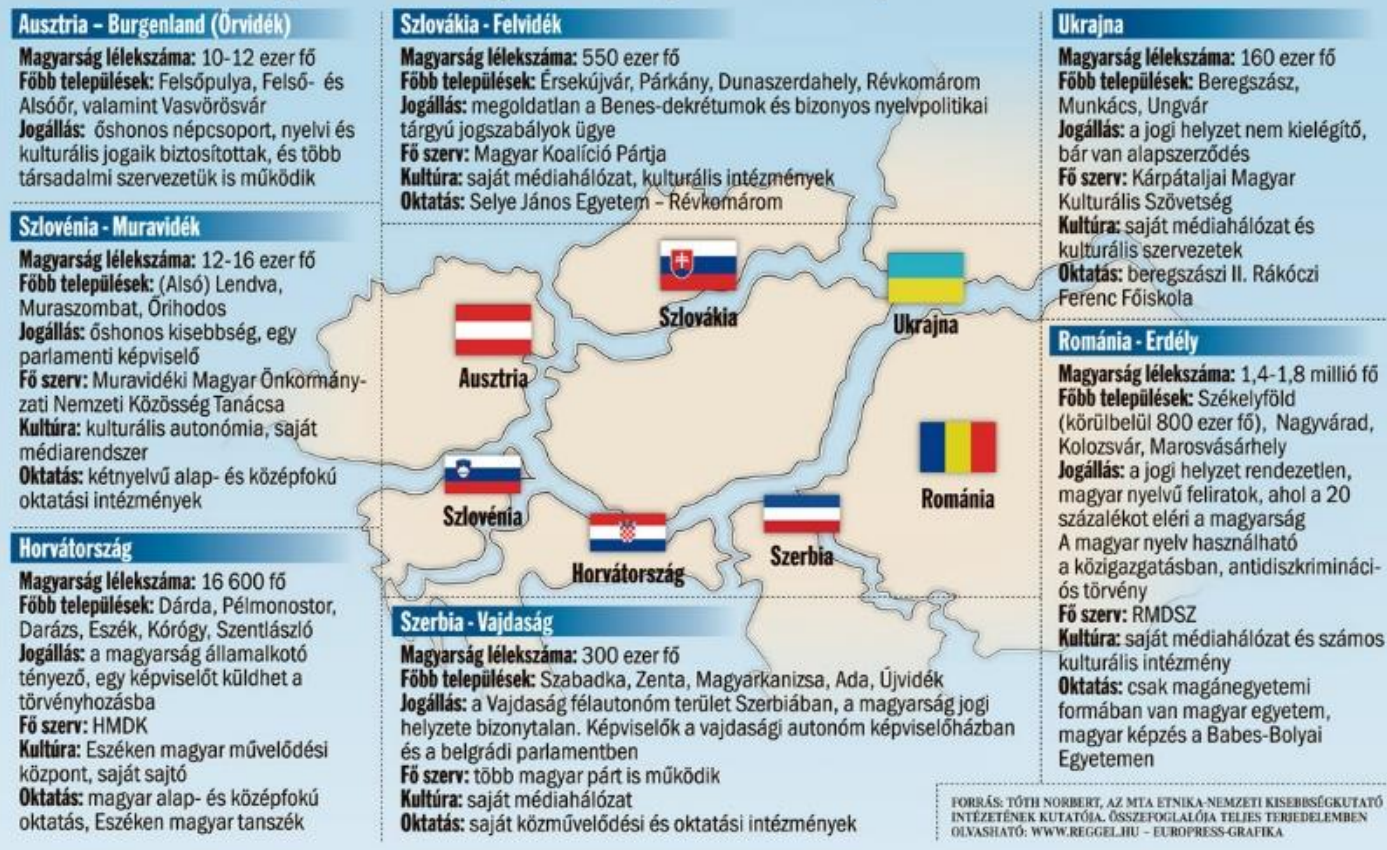 Ausztria – Burgenland (Őrvidék)
Magyarság lélekszáma: 10-12 ezer fő
Főbb települések: Felsőpulya, Felső- és
Alsóőr, valamint Vasvörösvár
Jogállás: őshonos népcsoport, nyelvi és
kulturális jogaik biztosítottak, és több
társadalmi szervezetük is működik
Szlovénia - Muravidék
Magyarság lélekszáma: 12-16 ezer fő
Főbb települések: (Alsó) Lendva,
Muraszombat, Őrihodos
Jogállás: őshonos kisebbség, egy
parlamenti képviselő
Fő szerv: Muravidéki Magyar Önkormány-
zati Nemzeti Közösség Tanácsa
Kultúra: kulturális autonómia, saját
médiarendszer
Oktatás: kétnyelvű alap- és középfokú
oktatási intézmények
Horvátország
Magyarság lélekszáma: 16 600 fő
Főbb települések: Dárda, Pélmonostor,
Darázs, Eszék, Kórógy, Szentlászló
Jogállás: a magyarság államalkotó
tényező, egy képviselőt küldhet a
törvényhozásba
Fő szerv: HMDK
Kultúra: Eszéken magyar művelődési
központ, saját sajtó
Oktatás: magyar alap- és középfokú
oktatás, Eszéken magyar tanszék
Szlovákia - Felvidék
Magyarság lélekszáma: 550 ezer fő
Főbb települések: Érsekújvár, Párkány, Dunaszerdahely, Révkomárom
Jogállás: megoldatlan a Benes-dekrétumok és bizonyos nyelvpolitikai
tárgyú jogszabályok ügye
Fő szerv: Magyar Koalíció Pártja
Kultúra: saját médiahálózat, kulturális intézmények
Oktatás: Selye János Egyetem – Révkomárom
Szlovákia
Ukrajna
Ausztria
Románia
Szlovénia
Szerbia
Horvátország
Szerbia - Vajdaság
Magyarság lélekszáma: 300 ezer fő
Főbb települések: Szabadka, Zenta, Magyarkanizsa, Ada, Újvidék
Jogállás: a Vajdaság félautonóm terület Szerbiában, a magyarság jogi
helyzete bizonytalan. Képviselők a vajdasági autonóm képviselőházban
és a belgrádi parlamentben
Fő szerv: több magyar párt is működik
Kultúra: saját médiahálózat
Oktatás: saját közművelődési és oktatási intézmények
Ukrajna
Magyarság lélekszáma: 160 ezer fő
Főbb települések: Beregszász,
Munkács, Ungvár
Jogállás: a jogi helyzet nem kielégítő,
bár van alapszerződés
Fő szerv: Kárpátaljai Magyar
Kulturális Szövetség
Kultúra: saját médiahálózat és
kulturális szervezetek
Oktatás: beregszászi II. Rákóczi
Ferenc Főiskola
Románia - Erdély
Magyarság lélekszáma: 1,4-1,8 millió fő
Főbb települések: Székelyföld
(körülbelül 800 ezer fő), Nagyvárad,
Kolozsvár, Marosvásárhely
Jogállás: a jogi helyzet rendezetlen,
magyar nyelvű feliratok, ahol a 20
százalékot eléri a magyarság
A magyar nyelv használható
a közigazgatásban, antidiszkrimináci-
ós törvény
Fő szerv: RMDSZ
Kultúra: saját médiahálózat és számos
kulturális intézmény
Oktatás: csak magánegyetemi
formában van magyar egyetem,
magyar képzés a Babes-Bolyai
Egyetemen
FORRÁS: TÓTH NORBERT, AZ MTA ETNIKA-NEMZETI KISEBBSÉGKUTATÓ
INTÉZETÉNEK KUTATÓJA. ÖSSZEFOGLALÓJA TELJES TERJEDELEMBEN
OLVASHATÓ: WWW.REGGEL.HU – EUROPRESS-GRAFIKA